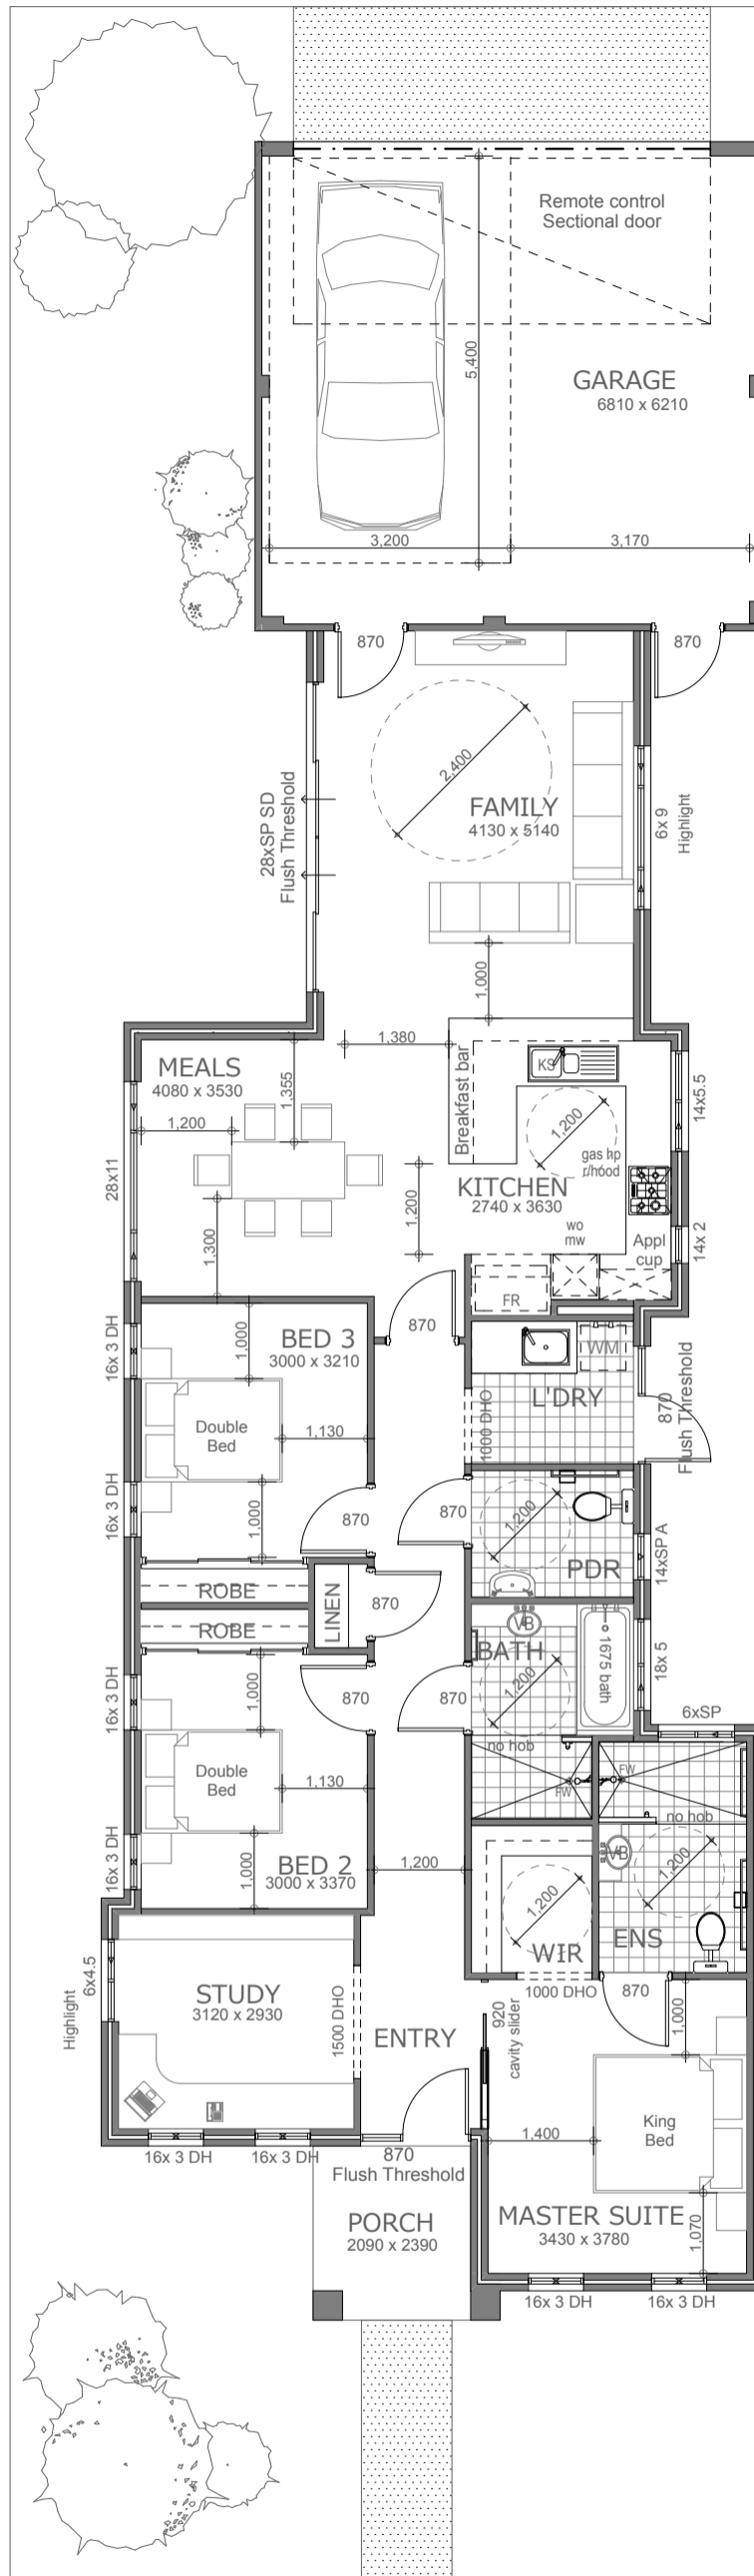 Remote control
Sectional door
5,400
GARAGE
6810 x 6210
3,200
3,170
870
870
2,400
FAMILY
4130 x 5140
28xSP SD
Flush Threshold
6x 9
Highlight
1,000
1,380
MEALS
4080 x 3530
1,355
Breakfast bar
KS
14x5.5
1,200
1,200
gas hp
r/hood
28x11
KITCHEN
2740 x 3630
1,200
1,300
wo
mw
Appl
cup
14x 2
FR
870
16x 3 DH
1,000
BED 3
3000 x 3210
WM
L'DRY
870
Flush Threshold
Double
Bed
1,130
1000 DHO
16x 3 DH
1,000
870
870
1,200
PDR
14xSP A
ROBE
LINEN
870
ROBE
VB
BATH
1675 bath
18x 5
16x 3 DH
1,000
870
870
1,200
6xSP
no hob
Double
Bed
1,130
FW
FW
no hob
16x 3 DH
1,000
BED 2
3000 x 3370
1,200
VB
1,200
1,200
WIR
ENS
6x4.5
Highlight
STUDY
3120 x 2930
1500 DHO
ENTRY
1000 DHO
870
1,000
920
cavity slider
King
Bed
1,400
16x 3 DH
16x 3 DH
870
Flush Threshold
PORCH
2090 x 2390
MASTER SUITE
3430 x 3780
1,070
16x 3 DH
16x 3 DH